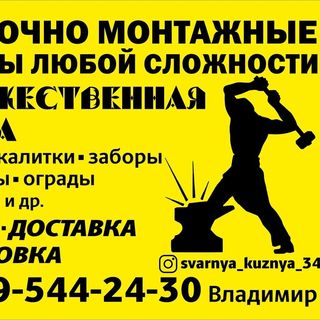 ОЧНО МОНТАЖНЫЕ
Ы ЛЮБОЙ СЛОЖНОСТИ
ЖЕСТВЕННАЯ
КАЛИТКИ▪ЗАБОРЫ
Ы▪ОГРАДЫ
И ДР.
▪ДОСТАВКА
ОВКА
svarnya_kuznya_34
9-544-24-30 Владимир